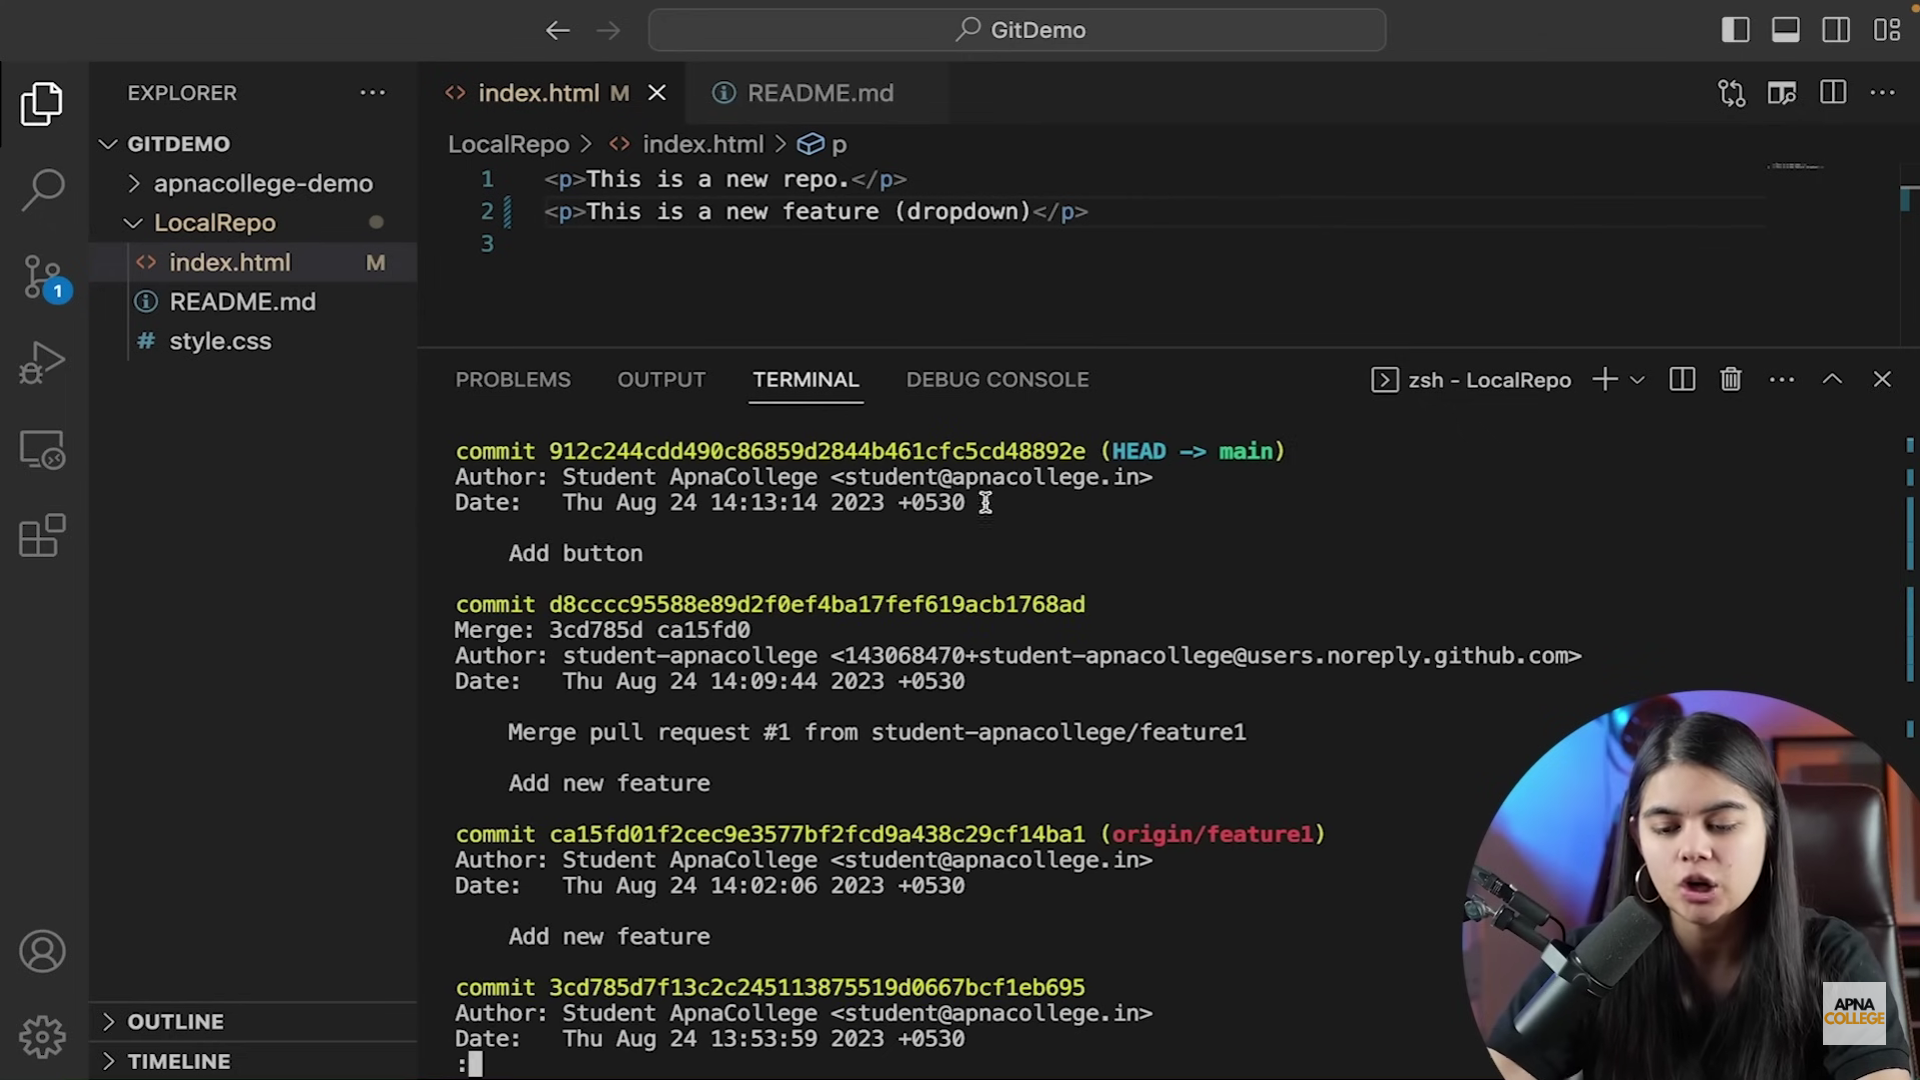 GitDemo
EXPLORER
GITDEMO
apnacollege-demo
LocalRepo
index.html M
README.md
style.css
OUTLINE
TIMELINE
1
index.html M
README.md
LocalRepo > index.html > p
1 <p>This is a new repo.</p>
2 <p>This is a new feature (dropdown)</p>
3
PROBLEMS OUTPUT TERMINAL DEBUG CONSOLE zsh - LocalRepo
commit 912c244cdd490c86859d2844b461cfc5cd48892e (HEAD -> main)
Author: Student ApnaCollege <student@apnacollege.in>
Date: Thu Aug 24 14:13:14 2023 +0530
Add button
commit d8cccc95588e89d2f0ef4ba17fef619acb1768ad
Merge: 3cd785d ca15fd0
Author: student-apnacollege <143068470+student-apnacollege@users.noreply.github.com>
Date: Thu Aug 24 14:09:44 2023 +0530
Merge pull request #1 from student-apnacollege/feature1
Add new feature
commit ca15fd01f2cec9e3577bf2fcd9a438c29cf14ba1 (origin/feature1)
Author: Student ApnaCollege <student@apnacollege.in>
Date: Thu Aug 24 14:02:06 2023 +0530
Add new feature
commit 3cd785d7f13c2c245113875519d0667bcf1eb695
Author: Student ApnaCollege <student@apnacollege.in>
Date: Thu Aug 24 13:53:59 2023 +0530
:
APNA
COLLEGE